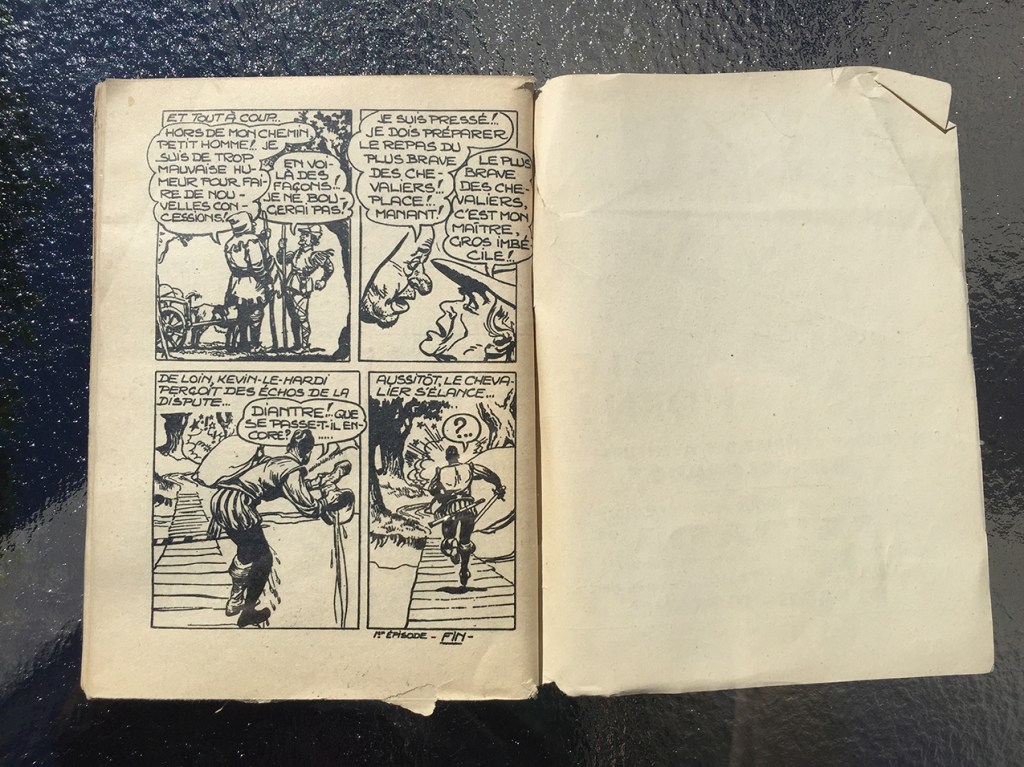 ET TOUT À COUP..
HORS DE MON CHEMIN,
PETIT HOMME!. JE
SUIS DE TROP
MAUVAISE HU-
MEUR POUR FAI-
RE DE NOU-
VELLES CON-
CESSIONS!
EN VOI-
LÀ DES
FAÇONS!.
JE NE BOU-
GERAI PAS!
JE SUIS PRESSÉ!.
JE DOIS PRÉPARER
LE REPAS DU
PLUS BRAVE
DES CHE-
VALIERS!
PLACE!.
MANANT!
LE PLUS
BRAVE
DES CHE-
VALIERS,
C'EST MON
MAÎTRE,
GROS IMBÉ-
CILE!.
DE LOIN, KEVIN-LE-HARDI
PERÇOIT DES ÉCHOS DE LA
DISPUTE...
DIANTRE!..QUE
SE PASSE-T-IL EN-
CORE?.....
AUSSITÔT, LE CHEVA-
LIER S'ÉLANCE...
?..
1er ÉPISODE - FIN -